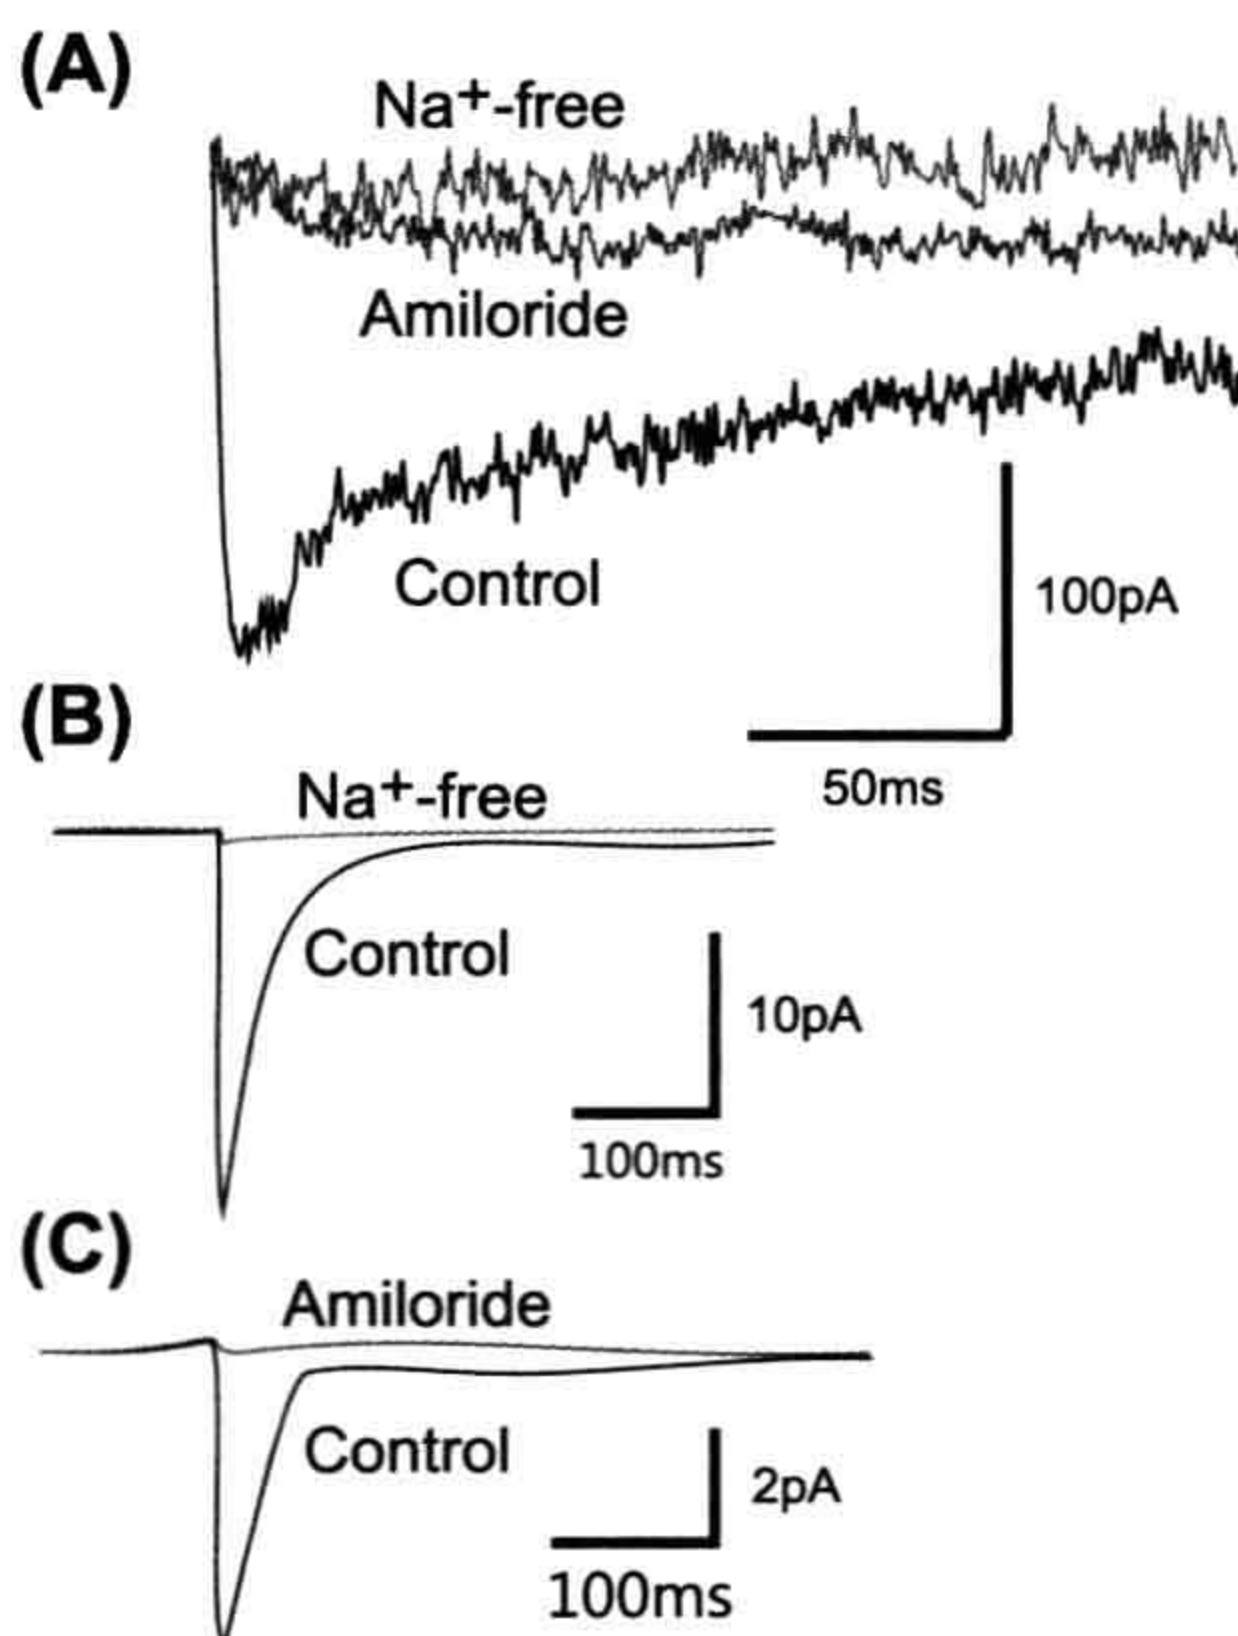 (A)
Na+-free
Amiloride
Control
100pA
50ms
(B)
Na+-free
Control
10pA
100ms
(C)
Amiloride
Control
2pA
100ms